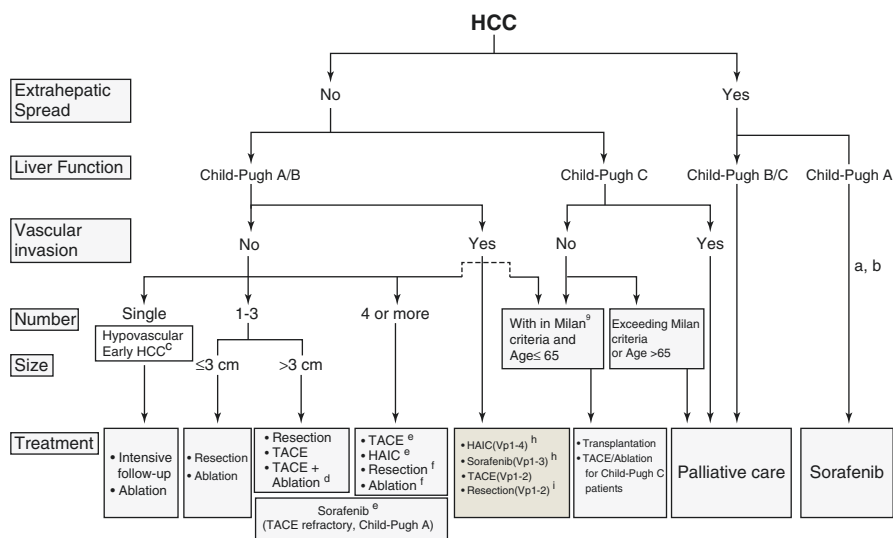 HCC
Extrahepatic
Spread
No
Yes
Liver Function
Child-Pugh A/B
Child-Pugh C
Child-Pugh B/C
Child-Pugh A
Vascular
invasion
No
Yes
No
Yes
a, b
Number
Single
1-3
4 or more
Hypovascular
Early HCC c
With in Milan 9
criteria and
Age≤ 65
Exceeding Milan
criteria
or Age >65
Size
≤3 cm
>3 cm
Treatment
• Intensive
follow-up
• Ablation
• Resection
• Ablation
• Resection
• TACE
• TACE +
Ablation d
• TACE e
• HAIC e
• Resection f
• Ablation f
Sorafenib e
(TACE refractory, Child-Pugh A)
• HAIC(Vp1-4) h
• Sorafenib(Vp1-3) h
• TACE(Vp1-2)
• Resection(Vp1-2) i
• Transplantation
• TACE/Ablation
for Child-Pugh C
patients
Palliative care
Sorafenib